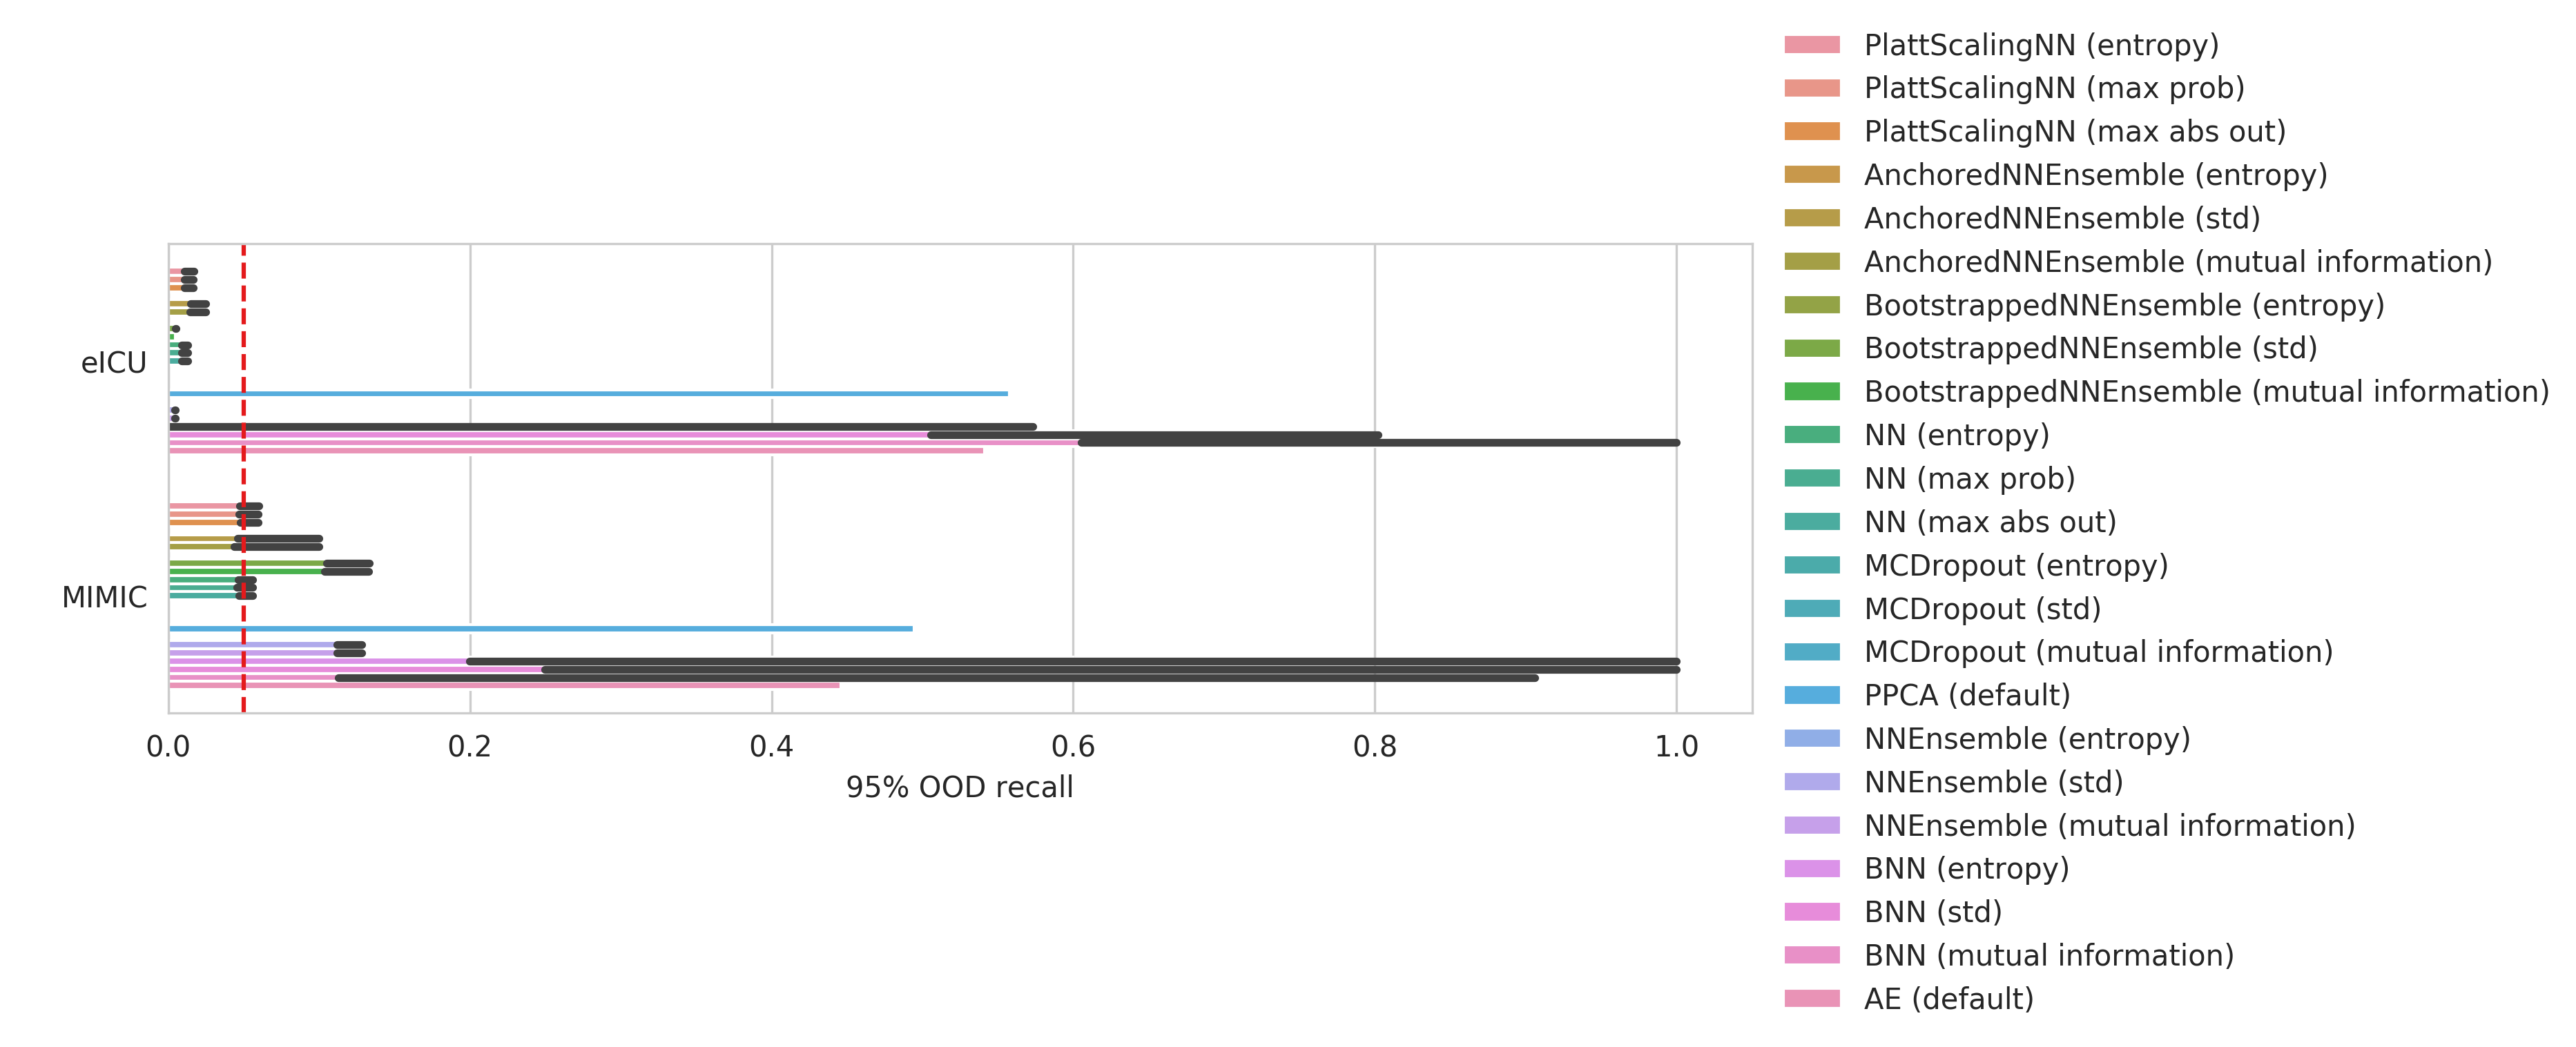 PlattScalingNN (entropy)
PlattScalingNN (max prob)
PlattScalingNN (max abs out)
AnchoredNNEnsemble (entropy)
AnchoredNNEnsemble (std)
AnchoredNNEnsemble (mutual information)
BootstrappedNNEnsemble (entropy)
BootstrappedNNEnsemble (std)
BootstrappedNNEnsemble (mutual information)
NN (entropy)
NN (max prob)
NN (max abs out)
MCDropout (entropy)
MCDropout (std)
MCDropout (mutual information)
PPCA (default)
NNEnsemble (entropy)
NNEnsemble (std)
NNEnsemble (mutual information)
BNN (entropy)
BNN (std)
BNN (mutual information)
AE (default)
eICU
MIMIC
0.0 0.2 0.4 0.6 0.8 1.0
95% OOD recall